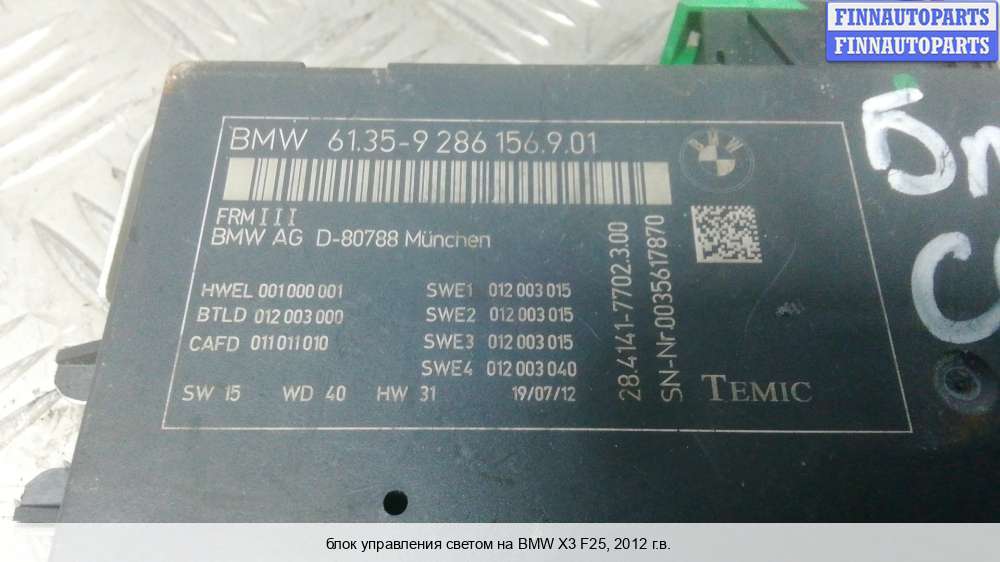 FINNAUTOPARTS
FINNAUTOPARTS
BMW 61.35-9 286 156.9.01
FRM III
BMW AG D-80788 München
HWEL 001 000 001
BTLD 012 003 000
CAFD 011 011 010
SWE1 012 003 015
SWE2 012 003 015
SWE3 012 003 015
SWE4 012 003 040
SW 15 WD 40 HW 31 19/07/12
28.4141-7702.3.00
SN-Nr.0035617870
TEMIC
блок управления светом на BMW X3 F25, 2012 г.в.